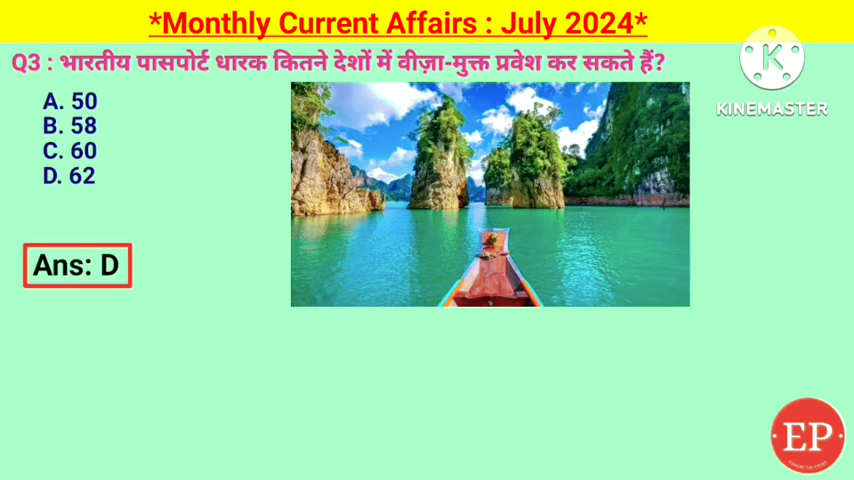 *Monthly Current Affairs : July 2024*
Q3 : भारतीय पासपोर्ट धारक कितने देशों में वीज़ा-मुक्त प्रवेश कर सकते हैं?
K
KINEMASTER
A. 50
B. 58
C. 60
D. 62
Ans: D
EP